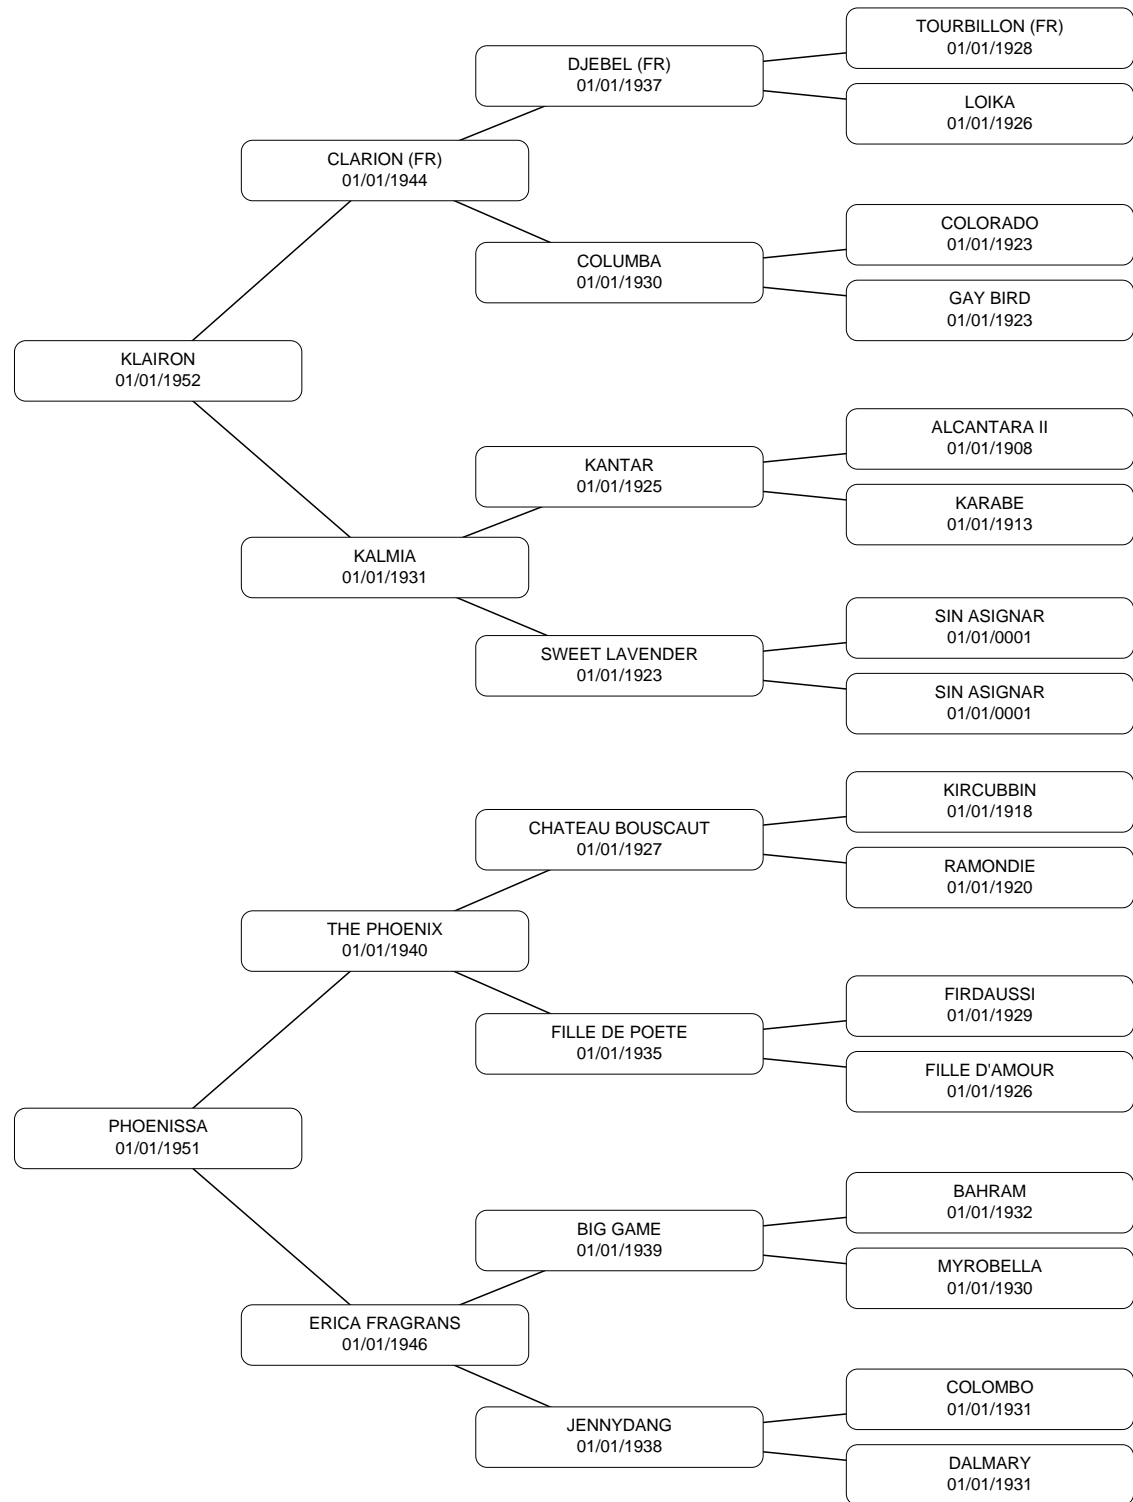 TOURBILLON (FR)
01/01/1928
DJEBEL (FR)
01/01/1937
LOIKA
01/01/1926
CLARION (FR)
01/01/1944
COLORADO
01/01/1923
COLUMBA
01/01/1930
GAY BIRD
01/01/1923
KLAIRON
01/01/1952
ALCANTARA II
01/01/1908
KANTAR
01/01/1925
KARABE
01/01/1913
KALMIA
01/01/1931
SIN ASIGNAR
01/01/0001
SWEET LAVENDER
01/01/1923
SIN ASIGNAR
01/01/0001
KIRCUBBIN
01/01/1918
CHATEAU BOUSCAUT
01/01/1927
RAMONDIE
01/01/1920
THE PHOENIX
01/01/1940
FIRDAUSSI
01/01/1929
FILLE DE POETE
01/01/1935
FILLE D'AMOUR
01/01/1926
PHOENISSA
01/01/1951
BAHRAM
01/01/1932
BIG GAME
01/01/1939
MYROBELLA
01/01/1930
ERICA FRAGRANS
01/01/1946
COLOMBO
01/01/1931
JENNYDANG
01/01/1938
DALMARY
01/01/1931